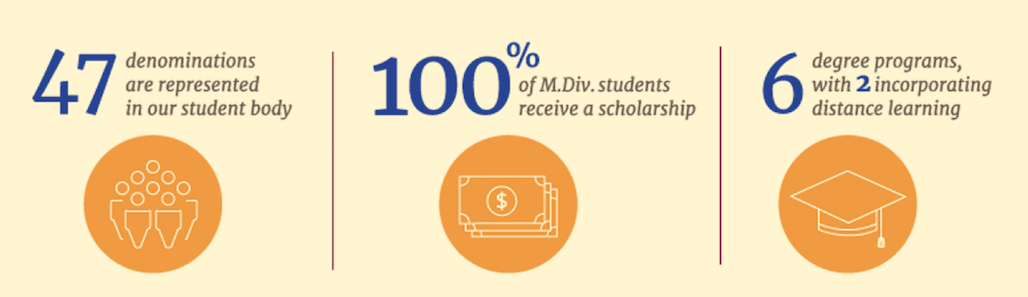 47 denominations
are represented
in our student body
100% of M.Div. students
receive a scholarship
6 degree programs,
with 2 incorporating
distance learning
$